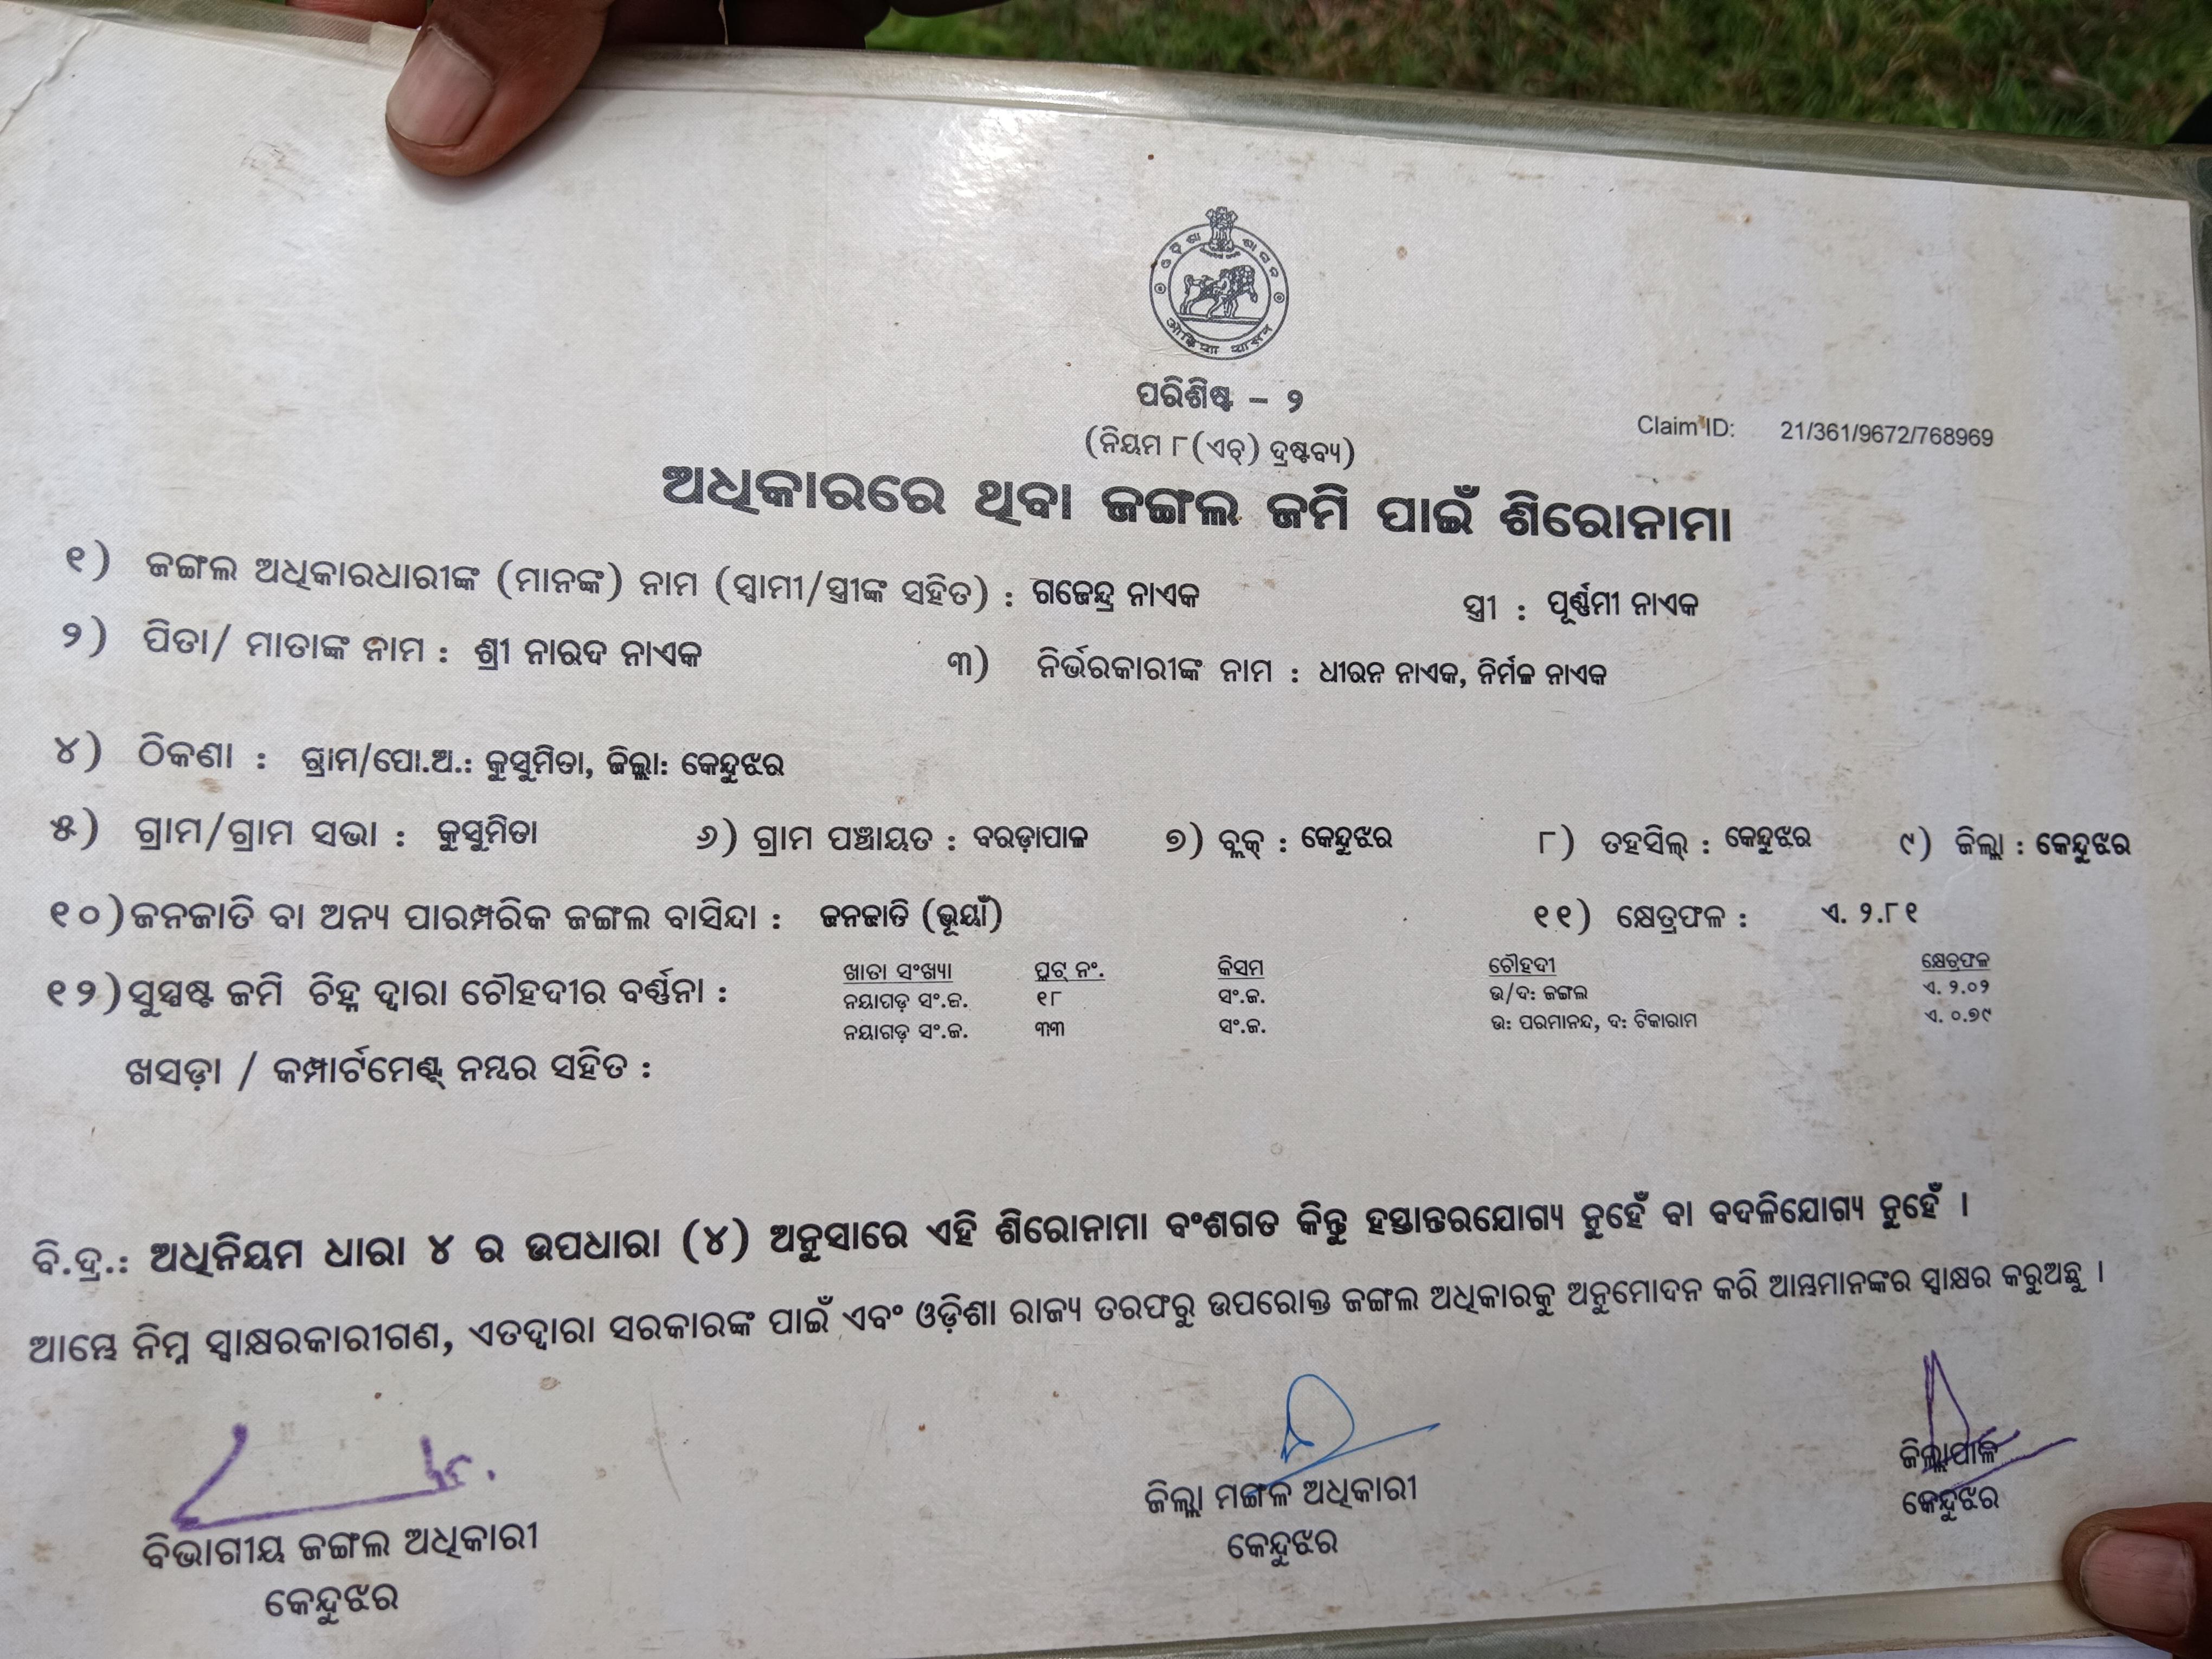 ଓଡ଼ିଶା ଶାସନ
ओड़िशा शासन
ପରିଶିଷ୍ଟ – ୨
(ନିୟମ ୮(ଏଚ୍) ଦ୍ରଷ୍ଟବ୍ୟ)
Claim ID: 21/361/9672/768969
ଅଧିକାରରେ ଥିବା ଜଙ୍ଗଲ ଜମି ପାଇଁ ଶିରୋନାମା
୧) ଜଙ୍ଗଲ ଅଧିକାରଧାରୀଙ୍କ (ମାନଙ୍କ) ନାମ (ସ୍ଵାମୀ/ସ୍ତ୍ରୀଙ୍କ ସହିତ) : ଗଜେନ୍ଦ୍ର ନାଏକ ସ୍ତ୍ରୀ : ପୂର୍ଣ୍ଣମୀ ନାଏକ
୨) ପିତା/ ମାତାଙ୍କ ନାମ : ଶ୍ରୀ ନାରଦ ନାଏକ ୩) ନିର୍ଭରକାରୀଙ୍କ ନାମ : ଧୀରନ ନାଏକ, ନିର୍ମଳ ନାଏକ
୪) ଠିକଣା : ଗ୍ରାମ/ପୋ.ଅ.: କୁସୁମିତା, ଜିଲ୍ଲା: କେନ୍ଦୁଝର
୫) ଗ୍ରାମ/ଗ୍ରାମ ସଭା : କୁସୁମିତା ୬) ଗ୍ରାମ ପଞ୍ଚାୟତ : ବରଡ଼ାପାଳ ୭) ବ୍ଲକ୍ : କେନ୍ଦୁଝର ୮) ତହସିଲ୍ : କେନ୍ଦୁଝର ୯) ଜିଲ୍ଲା : କେନ୍ଦୁଝର
୧୦)ଜନଜାତି ବା ଅନ୍ୟ ପାରମ୍ପରିକ ଜଙ୍ଗଲ ବାସିନ୍ଦା : ଜନଜାତି (ଭୂୟାଁ) ୧୧) କ୍ଷେତ୍ରଫଳ : ଏ. ୨.୮୧
୧୨)ସୁସ୍ପଷ୍ଟ ଜମି ଚିହ୍ନ ଦ୍ୱାରା ଚୌହଦୀର ବର୍ଣ୍ଣନା :
ଖାତା ସଂଖ୍ୟା ପ୍ଲଟ୍ ନଂ. କିସମ ଚୌହଦୀ କ୍ଷେତ୍ରଫଳ
ନୟାଗଡ଼ ସଂ.ଜ. ୧୮ ସଂ.ଜ. ଉ/ଦ: ଜଙ୍ଗଲ ଏ. ୨.୦୨
ନୟାଗଡ଼ ସଂ.ଜ. ୩୩ ସଂ.ଜ. ଉ: ପରମାନନ୍ଦ, ଦ: ଟିକାରାମ ଏ. ୦.୭୯
ଖସଡ଼ା / କମ୍ପାର୍ଟମେଣ୍ଟ୍ ନମ୍ବର ସହିତ :
ବି.ଦ୍ର.: ଅଧିନିୟମ ଧାରା ୪ ର ଉପଧାରା (୪) ଅନୁସାରେ ଏହି ଶିରୋନାମା ବଂଶଗତ କିନ୍ତୁ ହସ୍ତାନ୍ତରଯୋଗ୍ୟ ନୁହେଁ ବା ବଦଳିଯୋଗ୍ୟ ନୁହେଁ ।
ଆମ୍ଭେ ନିମ୍ନ ସ୍ୱାକ୍ଷରକାରୀଗଣ, ଏତଦ୍ୱାରା ସରକାରଙ୍କ ପାଇଁ ଏବଂ ଓଡ଼ିଶା ରାଜ୍ୟ ତରଫରୁ ଉପରୋକ୍ତ ଜଙ୍ଗଲ ଅଧିକାରକୁ ଅନୁମୋଦନ କରି ଆମ୍ଭମାନଙ୍କର ସ୍ୱାକ୍ଷର କରୁଅଛୁ ।
ବିଭାଗୀୟ ଜଙ୍ଗଲ ଅଧିକାରୀ
କେନ୍ଦୁଝର
ଜିଲ୍ଲା ମଙ୍ଗଳ ଅଧିକାରୀ
କେନ୍ଦୁଝର
ଜିଲ୍ଲାପାଳ
କେନ୍ଦୁଝର